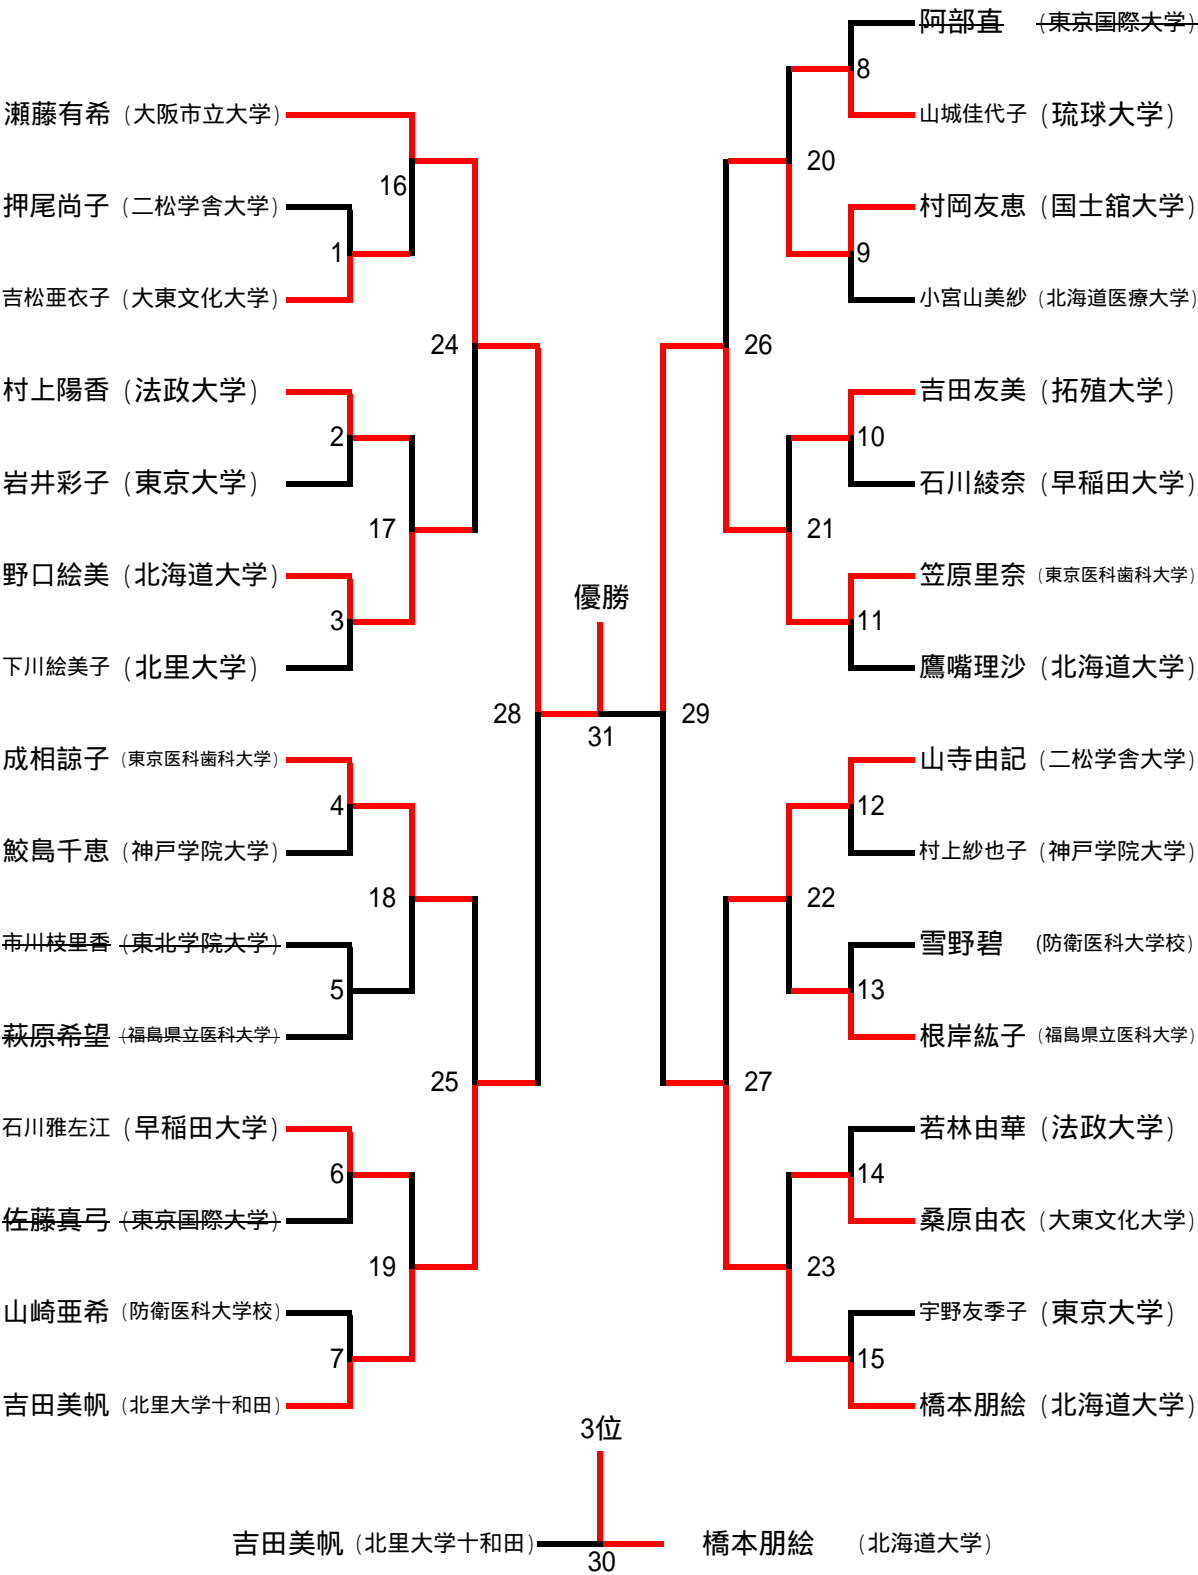 阿部直 (東京国際大学)
8
瀬藤有希 (大阪市立大学)
山城佳代子 (琉球大学)
20
16
押尾尚子 (二松学舎大学)
村岡友恵 (国士舘大学)
1
9
吉松亜衣子 (大東文化大学)
小宮山美紗 (北海道医療大学)
24
26
村上陽香 (法政大学)
吉田友美 (拓殖大学)
2
10
岩井彩子 (東京大学)
石川綾奈 (早稲田大学)
17
21
野口絵美 (北海道大学)
笠原里奈 (東京医科歯科大学)
優勝
3
11
下川絵美子 (北里大学)
鷹嘴理沙 (北海道大学)
28
29
31
成相諒子 (東京医科歯科大学)
山寺由記 (二松学舎大学)
4
12
鮫島千恵 (神戸学院大学)
村上紗也子 (神戸学院大学)
18
22
市川枝里香 (東北学院大学)
雪野碧 (防衛医科大学校)
5
13
萩原希望 (福島県立医科大学)
根岸紘子 (福島県立医科大学)
25
27
石川雅左江 (早稲田大学)
若林由華 (法政大学)
6
14
佐藤真弓 (東京国際大学)
桑原由衣 (大東文化大学)
19
23
山崎亜希 (防衛医科大学校)
宇野友季子 (東京大学)
7
15
吉田美帆 (北里大学十和田)
橋本朋絵 (北海道大学)
3位
吉田美帆 (北里大学十和田)
橋本朋絵 (北海道大学)
30